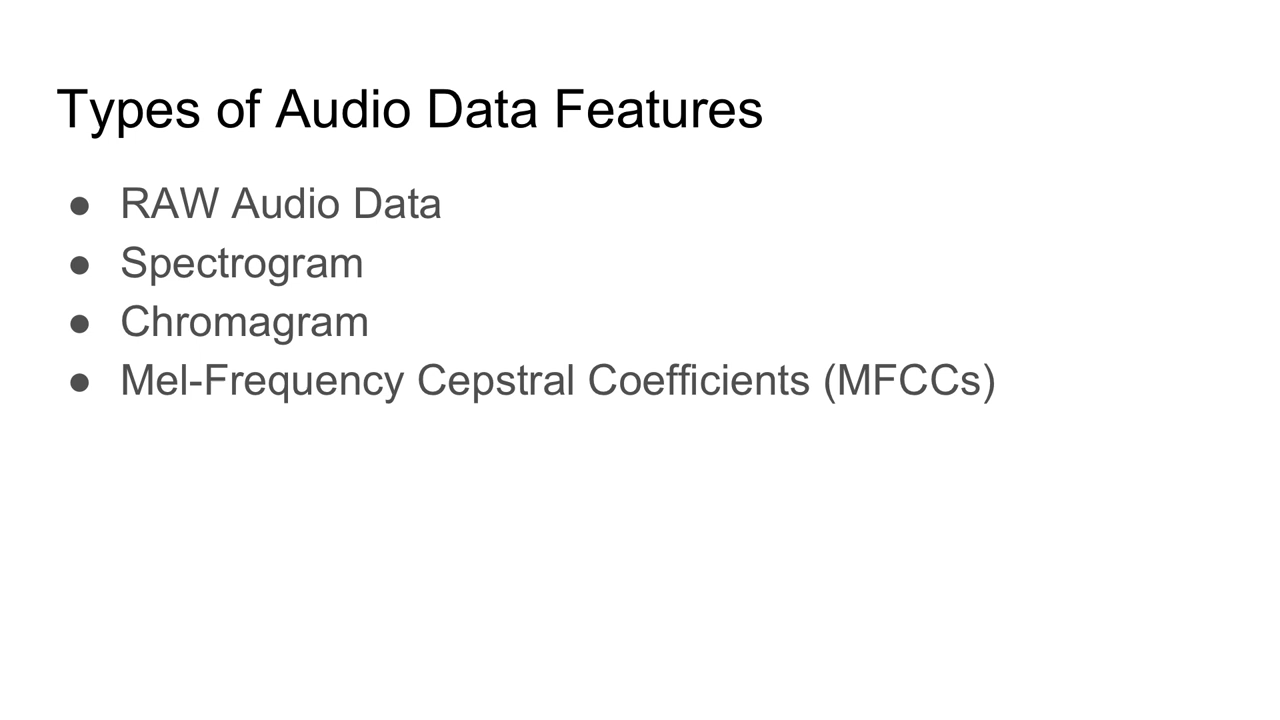 Types of Audio Data Features
● RAW Audio Data
● Spectrogram
● Chromagram
● Mel-Frequency Cepstral Coefficients (MFCCs)